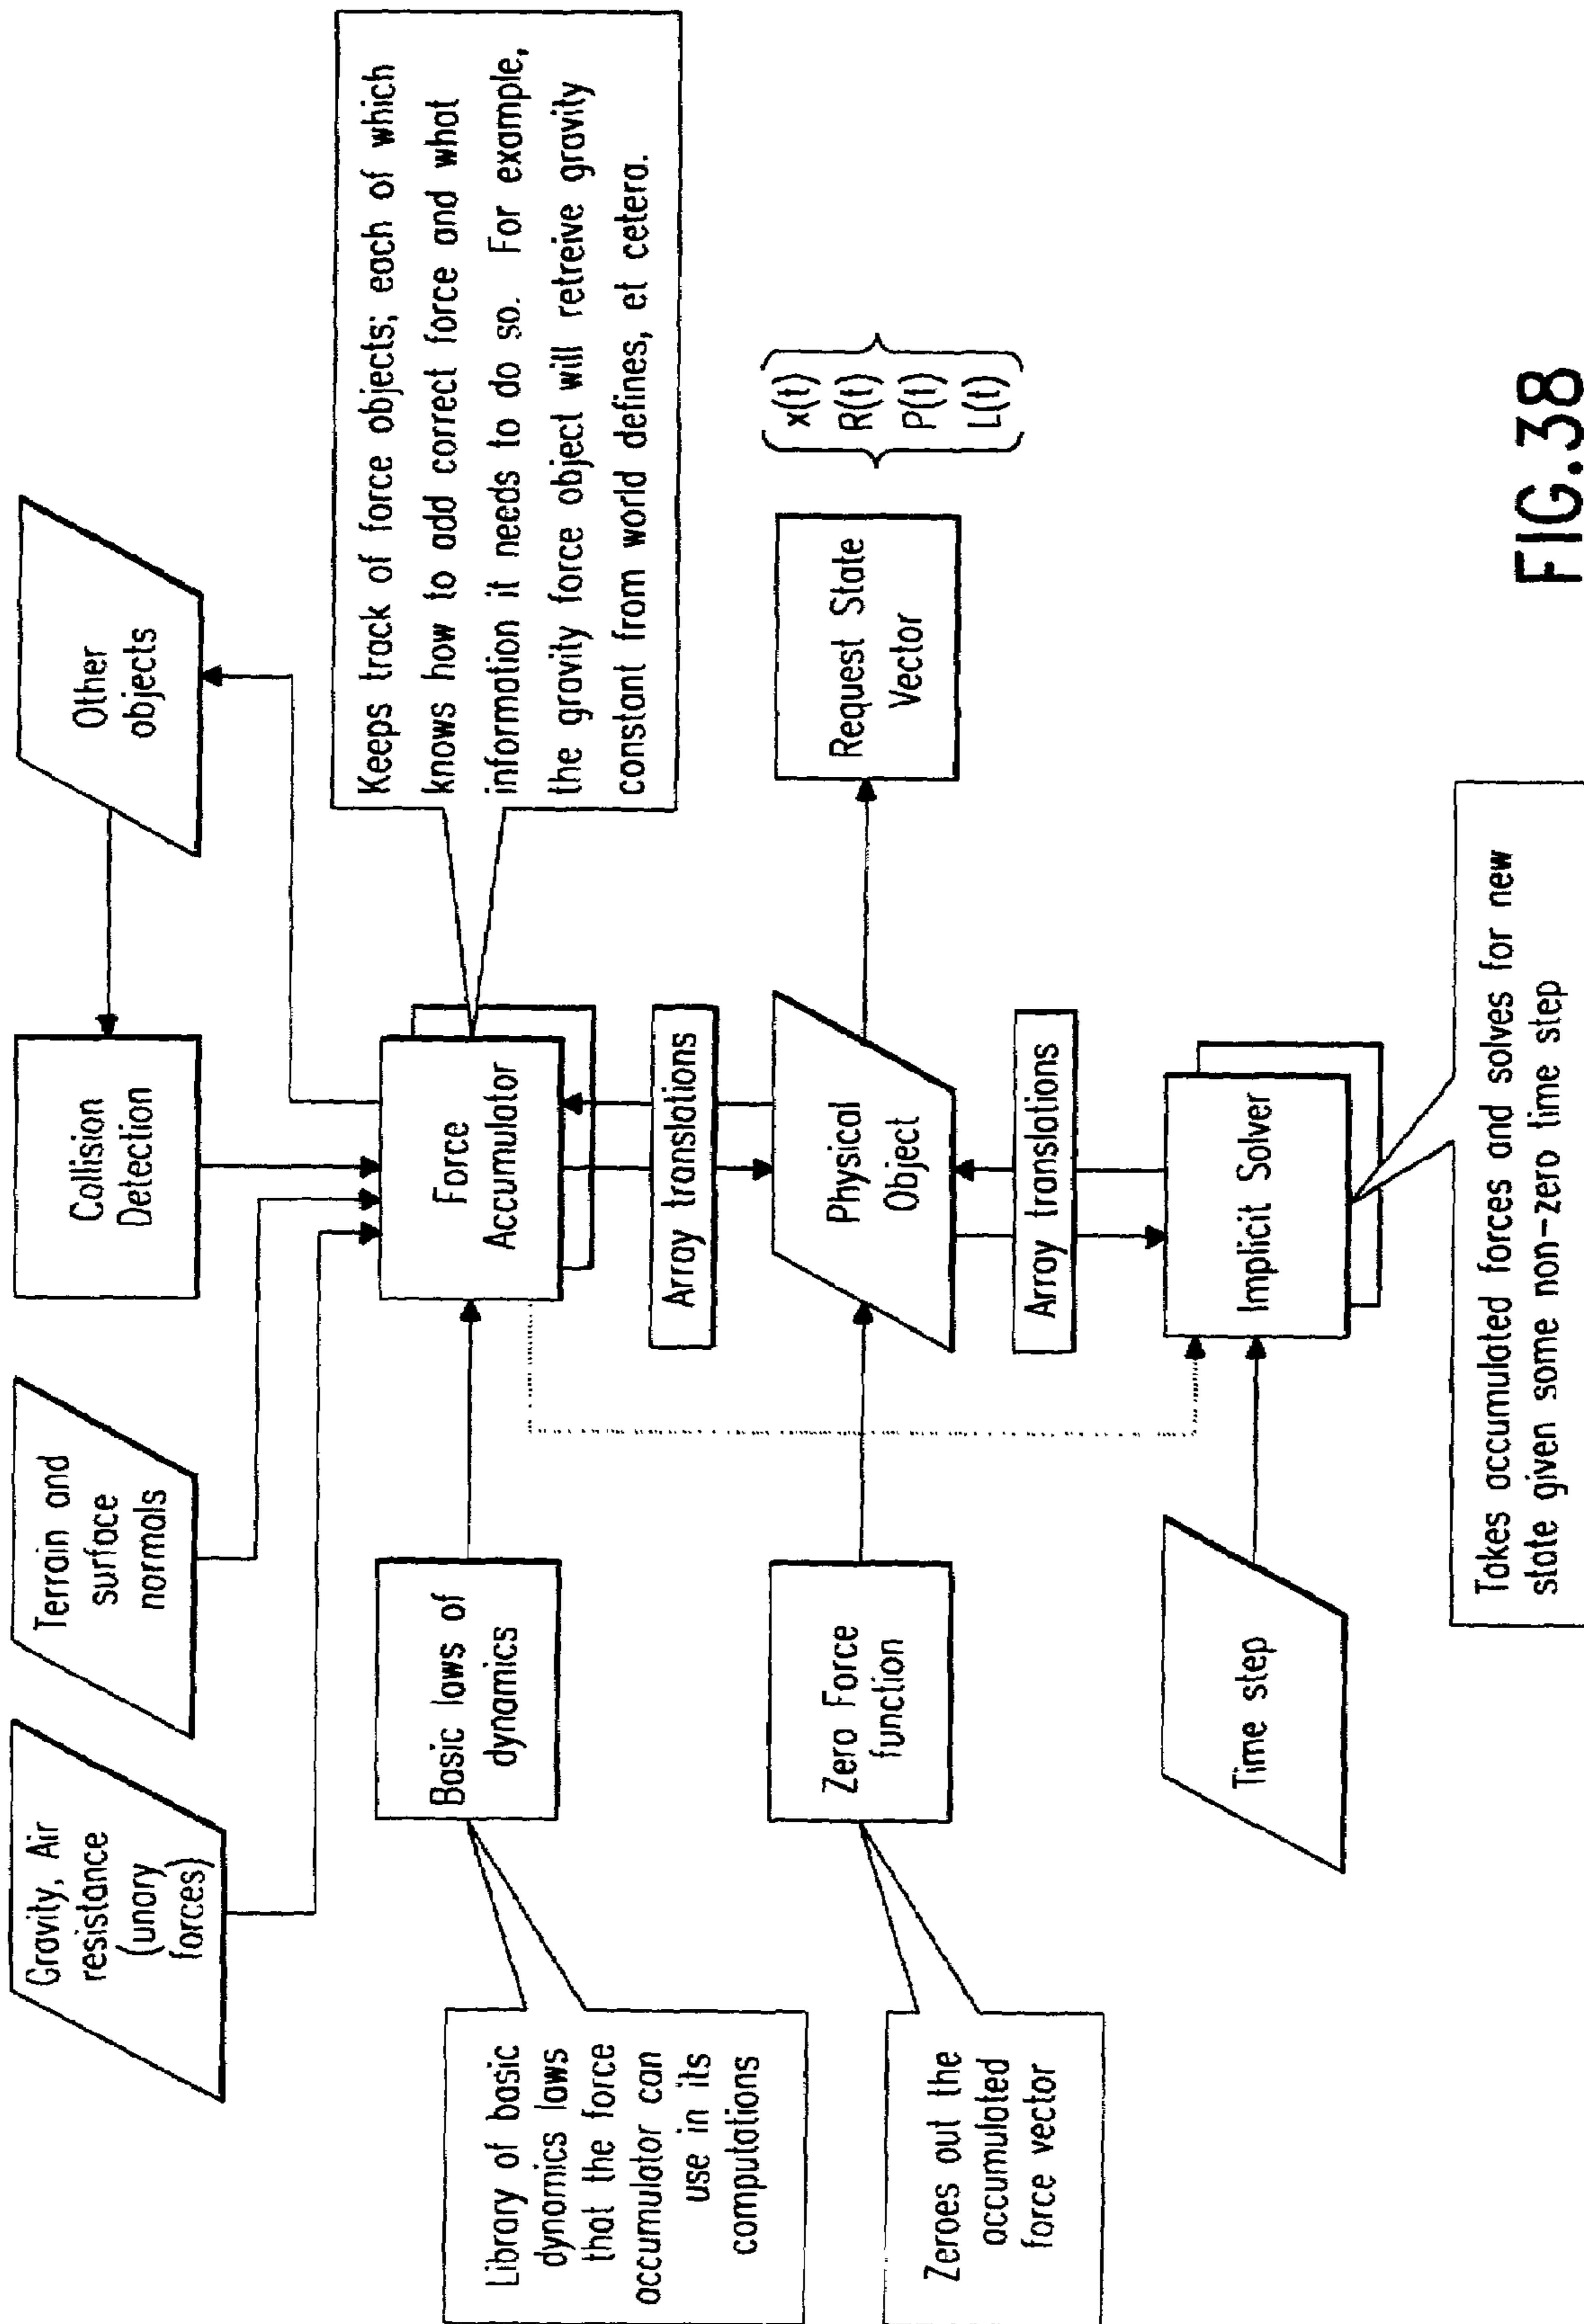 Gravity, Air
resistance
(unary
forces)
Terrain and
surface
normals
Collision
Detection
Other
objects
Library of basic
dynamics laws
that the force
accumulator can
use in its
computations
Basic laws of
dynamics
Force
Accumulator
Keeps track of force objects; each of which
knows how to add correct force and what
information it needs to do so. For example,
the gravity force object will retreive gravity
constant from world defines, et cetera.
Array translations
Zeroes out the
accumulated
force vector
Zero Force
function
Physical
Object
Request State
Vector
x(t)
R(t)
P(t)
L(t)
Array translations
Time step
Implicit Solver
Takes accumulated forces and solves for new
state given some non-zero time step
FIG.38